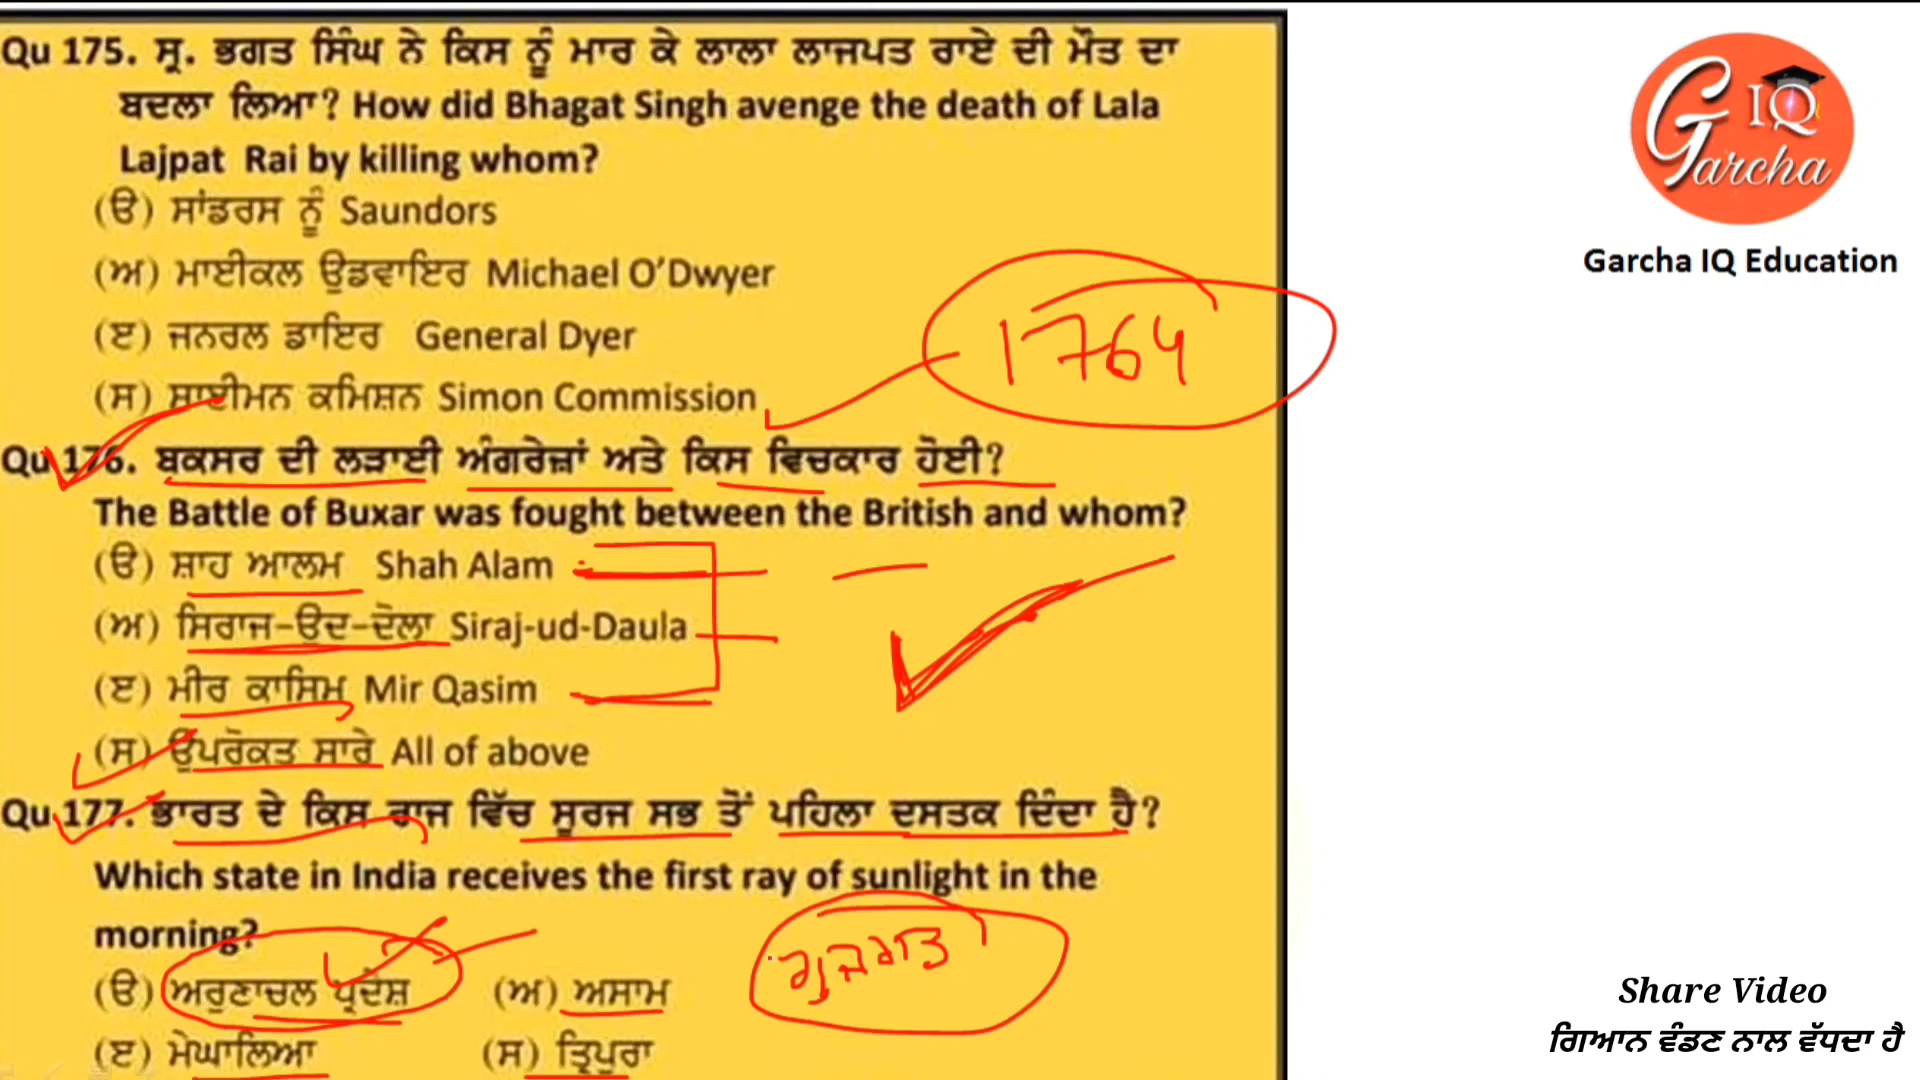 Qu 175. ਸ੍ਰ. ਭਗਤ ਸਿੰਘ ਨੇ ਕਿਸ ਨੂੰ ਮਾਰ ਕੇ ਲਾਲਾ ਲਾਜਪਤ ਰਾਏ ਦੀ ਮੌਤ ਦਾ
ਬਦਲਾ ਲਿਆ? How did Bhagat Singh avenge the death of Lala
Lajpat Rai by killing whom?
(ੳ) ਸਾਂਡਰਸ ਨੂੰ Saundors
(ਅ) ਮਾਈਕਲ ਉਡਵਾਇਰ Michael O’Dwyer
(ੲ) ਜਨਰਲ ਡਾਇਰ General Dyer
(ਸ) ਸਾਈਮਨ ਕਮਿਸ਼ਨ Simon Commission
1764
Qu 176. ਬਕਸਰ ਦੀ ਲੜਾਈ ਅੰਗਰੇਜ਼ਾਂ ਅਤੇ ਕਿਸ ਵਿਚਕਾਰ ਹੋਈ?
The Battle of Buxar was fought between the British and whom?
(ੳ) ਸ਼ਾਹ ਆਲਮ Shah Alam
(ਅ) ਸਿਰਾਜ-ਉਦ-ਦੋਲਾ Siraj-ud-Daula
(ੲ) ਮੀਰ ਕਾਸਿਮ Mir Qasim
(ਸ) ਉਪਰੋਕਤ ਸਾਰੇ All of above
Qu 177. ਭਾਰਤ ਦੇ ਕਿਸ ਰਾਜ ਵਿੱਚ ਸੂਰਜ ਸਭ ਤੋਂ ਪਹਿਲਾ ਦਸਤਕ ਦਿੰਦਾ ਹੈ?
Which state in India receives the first ray of sunlight in the
morning?
ਗੁਜਰਾਤ
(ੳ) ਅਰੁਣਾਚਲ ਪ੍ਰਦੇਸ਼ (ਅ) ਅਸਾਮ
(ੲ) ਮੇਘਾਲਿਆ (ਸ) ਤ੍ਰਿਪੁਰਾ
IQ
Garcha
Garcha IQ Education
Share Video
ਗਿਆਨ ਵੰਡਣ ਨਾਲ ਵੱਧਦਾ ਹੈ